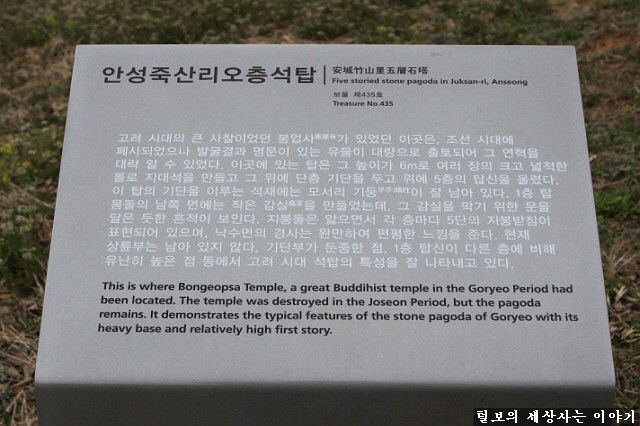 안성죽산리오층석탑
安城竹山里五層石塔
Five storied stone pagoda in Juksan-ri, Anseong
보물 제435호
Treasure No.435
고려 시대의 큰 사찰이었던 봉업사奉業寺가 있었던 이곳은, 조선 시대에
폐사되었으나 발굴결과 명문이 있는 유물이 대량으로 출토되어 그 연혁을
대략 알 수 있었다. 이곳에 있는 탑은 그 높이가 6m로 여러 장의 크고 넓적한
돌로 지대석을 만들고 그 위에 단층 기단을 두고 위에 5층의 탑신을 올렸다.
이 탑의 기단을 이루는 석재에는 모서리 기둥이 잘 남아 있다. 1층 탑
몸돌의 남쪽 면에는 작은 감실龕室을 만들었는데, 그 감실을 막기 위한 문을
달은 듯한 흔적이 보인다. 지붕돌은 얇으면서 각 층마다 5단의 지붕받침이
표현되어 있으며, 낙수면의 경사는 완만하여 편평한 느낌을 준다. 현재
상륜부는 남아 있지 않다. 기단부가 둔중한 점, 1층 탑신이 다른 층에 비해
유난히 높은 점 등에서 고려 시대 석탑의 특성을 잘 나타내고 있다.
This is where Bongeopsa Temple, a great Buddihist temple in the Goryeo Period had
been located. The temple was destroyed in the Joseon Period, but the pagoda
remains. It demonstrates the typical features of the stone pagoda of Goryeo with its
heavy base and relatively high first story.
털보의 세상사는 이야기